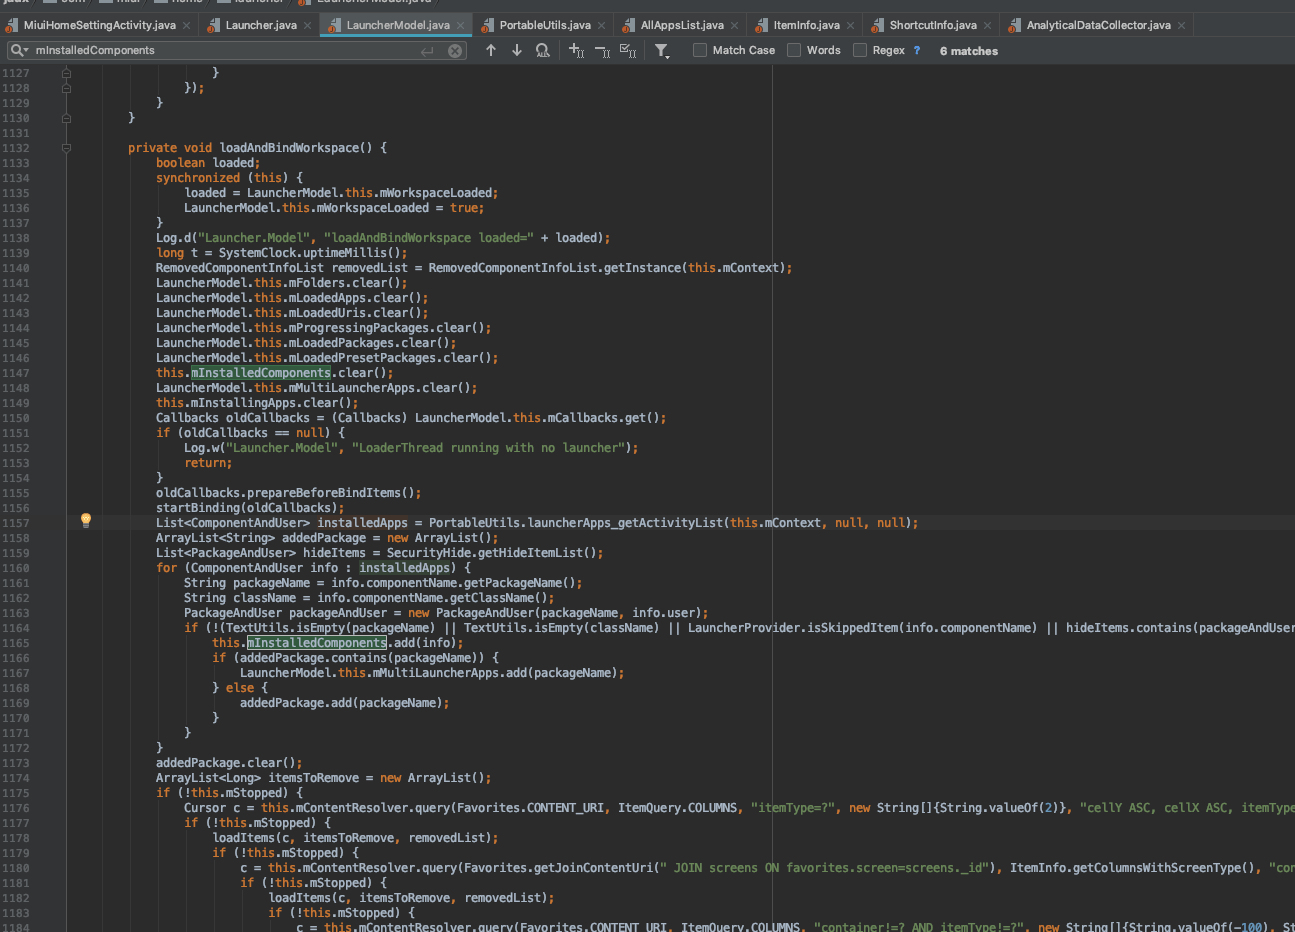 MiuiHomeSettingActivity.java Launcher.java LauncherModel.java PortableUtils.java AllAppsList.java ItemInfo.java ShortcutInfo.java AnalyticalDataCollector.java
mInstalledComponents Match Case Words Regex ? 6 matches
1127 }
1128 });
1129 }
1130 }
1131
1132 private void loadAndBindWorkspace() {
1133 boolean loaded;
1134 synchronized (this) {
1135 loaded = LauncherModel.this.mWorkspaceLoaded;
1136 LauncherModel.this.mWorkspaceLoaded = true;
1137 }
1138 Log.d("Launcher.Model", "loadAndBindWorkspace loaded=" + loaded);
1139 long t = SystemClock.uptimeMillis();
1140 RemovedComponentInfoList removedList = RemovedComponentInfoList.getInstance(this.mContext);
1141 LauncherModel.this.mFolders.clear();
1142 LauncherModel.this.mLoadedApps.clear();
1143 LauncherModel.this.mLoadedUris.clear();
1144 LauncherModel.this.mProgressingPackages.clear();
1145 LauncherModel.this.mLoadedPackages.clear();
1146 LauncherModel.this.mLoadedPresetPackages.clear();
1147 this.mInstalledComponents.clear();
1148 LauncherModel.this.mMultiLauncherApps.clear();
1149 this.mInstallingApps.clear();
1150 Callbacks oldCallbacks = (Callbacks) LauncherModel.this.mCallbacks.get();
1151 if (oldCallbacks == null) {
1152 Log.w("Launcher.Model", "LoaderThread running with no launcher");
1153 return;
1154 }
1155 oldCallbacks.prepareBeforeBindItems();
1156 startBinding(oldCallbacks);
1157 List<ComponentAndUser> installedApps = PortableUtils.launcherApps_getActivityList(this.mContext, null, null);
1158 ArrayList<String> addedPackage = new ArrayList();
1159 List<PackageAndUser> hideItems = SecurityHide.getHideItemList();
1160 for (ComponentAndUser info : installedApps) {
1161 String packageName = info.componentName.getPackageName();
1162 String className = info.componentName.getClassName();
1163 PackageAndUser packageAndUser = new PackageAndUser(packageName, info.user);
1164 if (!(TextUtils.isEmpty(packageName) || TextUtils.isEmpty(className) || LauncherProvider.isSkippedItem(info.componentName) || hideItems.contains(packageAndUser
1165 this.mInstalledComponents.add(info);
1166 if (addedPackage.contains(packageName)) {
1167 LauncherModel.this.mMultiLauncherApps.add(packageName);
1168 } else {
1169 addedPackage.add(packageName);
1170 }
1171 }
1172 }
1173 addedPackage.clear();
1174 ArrayList<Long> itemsToRemove = new ArrayList();
1175 if (!this.mStopped) {
1176 Cursor c = this.mContentResolver.query(Favorites.CONTENT_URI, ItemQuery.COLUMNS, "itemType=?", new String[]{String.valueOf(2)}, "cellY ASC, cellX ASC, itemType
1177 if (!this.mStopped) {
1178 loadItems(c, itemsToRemove, removedList);
1179 if (!this.mStopped) {
1180 c = this.mContentResolver.query(Favorites.getJoinContentUri(" JOIN screens ON favorites.screen=screens._id"), ItemInfo.getColumnsWithScreenType(), "con
1181 if (!this.mStopped) {
1182 loadItems(c, itemsToRemove, removedList);
1183 if (!this.mStopped) {
1184 c = this.mContentResolver.query(Favorites.CONTENT_URI, ItemQuery.COLUMNS, "container!=? AND itemType!=?", new String[]{String.valueOf(-100), St